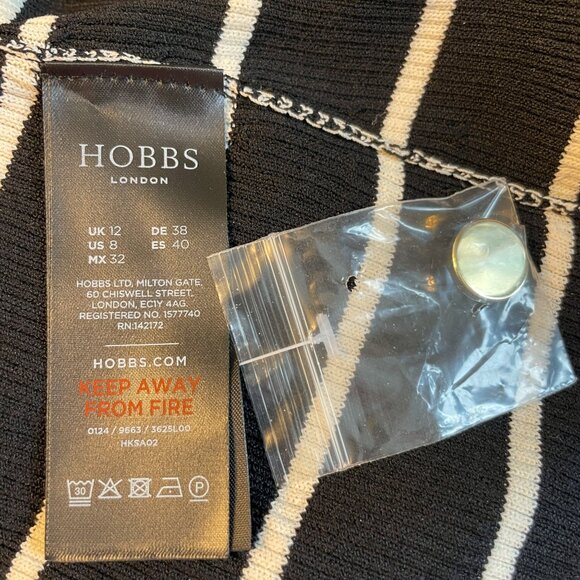 HOBBS
LONDON
UK 12 DE 38
US 8 ES 40
MX 32
HOBBS LTD, MILTON GATE,
60 CHISWELL STREET,
LONDON, EC1Y 4AG.
REGISTERED NO. 1577740
RN:142172
HOBBS.COM
KEEP AWAY
FROM FIRE
0124 / 9663 / 3625L00
HKSA02
30
P